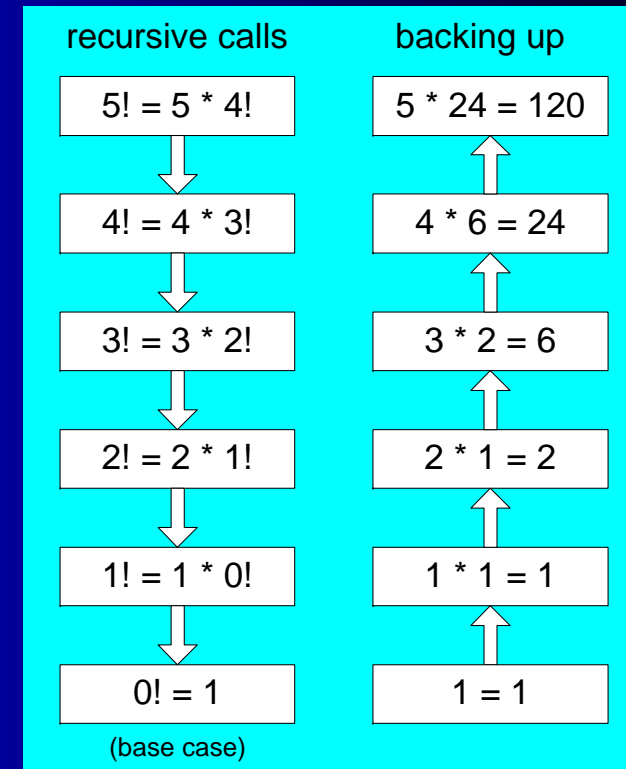 recursive calls
5! = 5 * 4!
4! = 4 * 3!
3! = 3 * 2!
2! = 2 * 1!
1! = 1 * 0!
0! = 1
(base case)
backing up
5 * 24 = 120
4 * 6 = 24
3 * 2 = 6
2 * 1 = 2
1 * 1 = 1
1 = 1